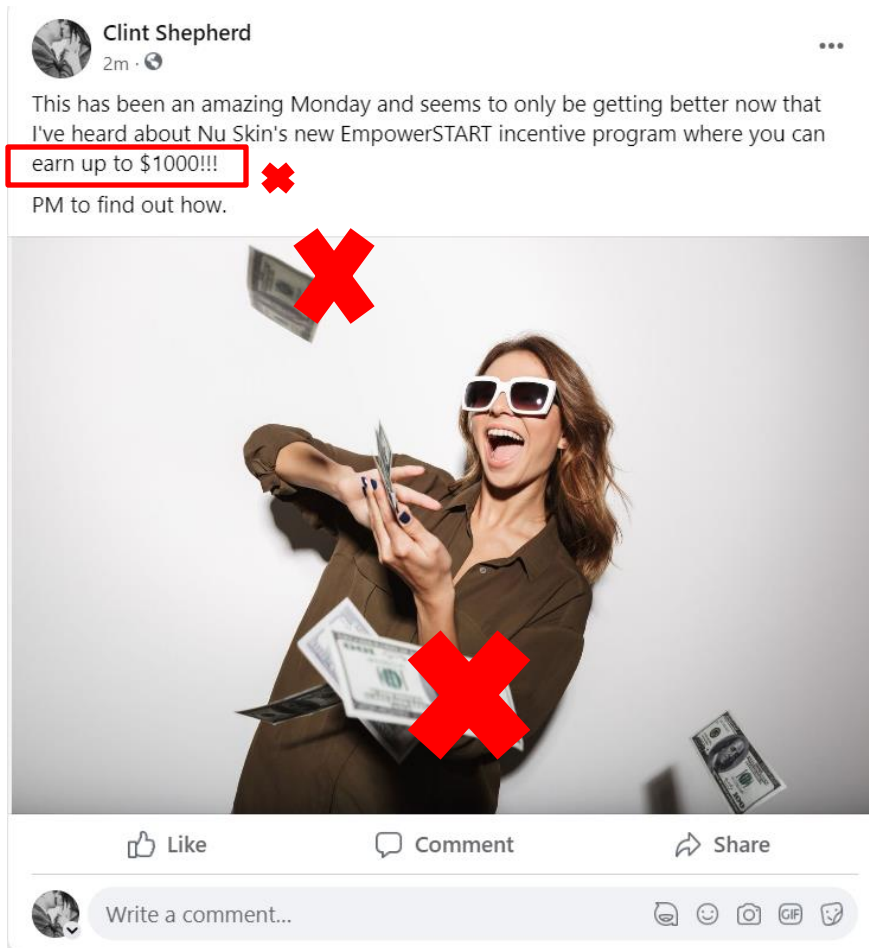 Clint Shepherd
2m
This has been an amazing Monday and seems to only be getting better now that
I've heard about Nu Skin's new EmpowerSTART incentive program where you can
earn up to $1000!!!
PM to find out how.
100
Like
Comment
Share
Write a comment...
GIF